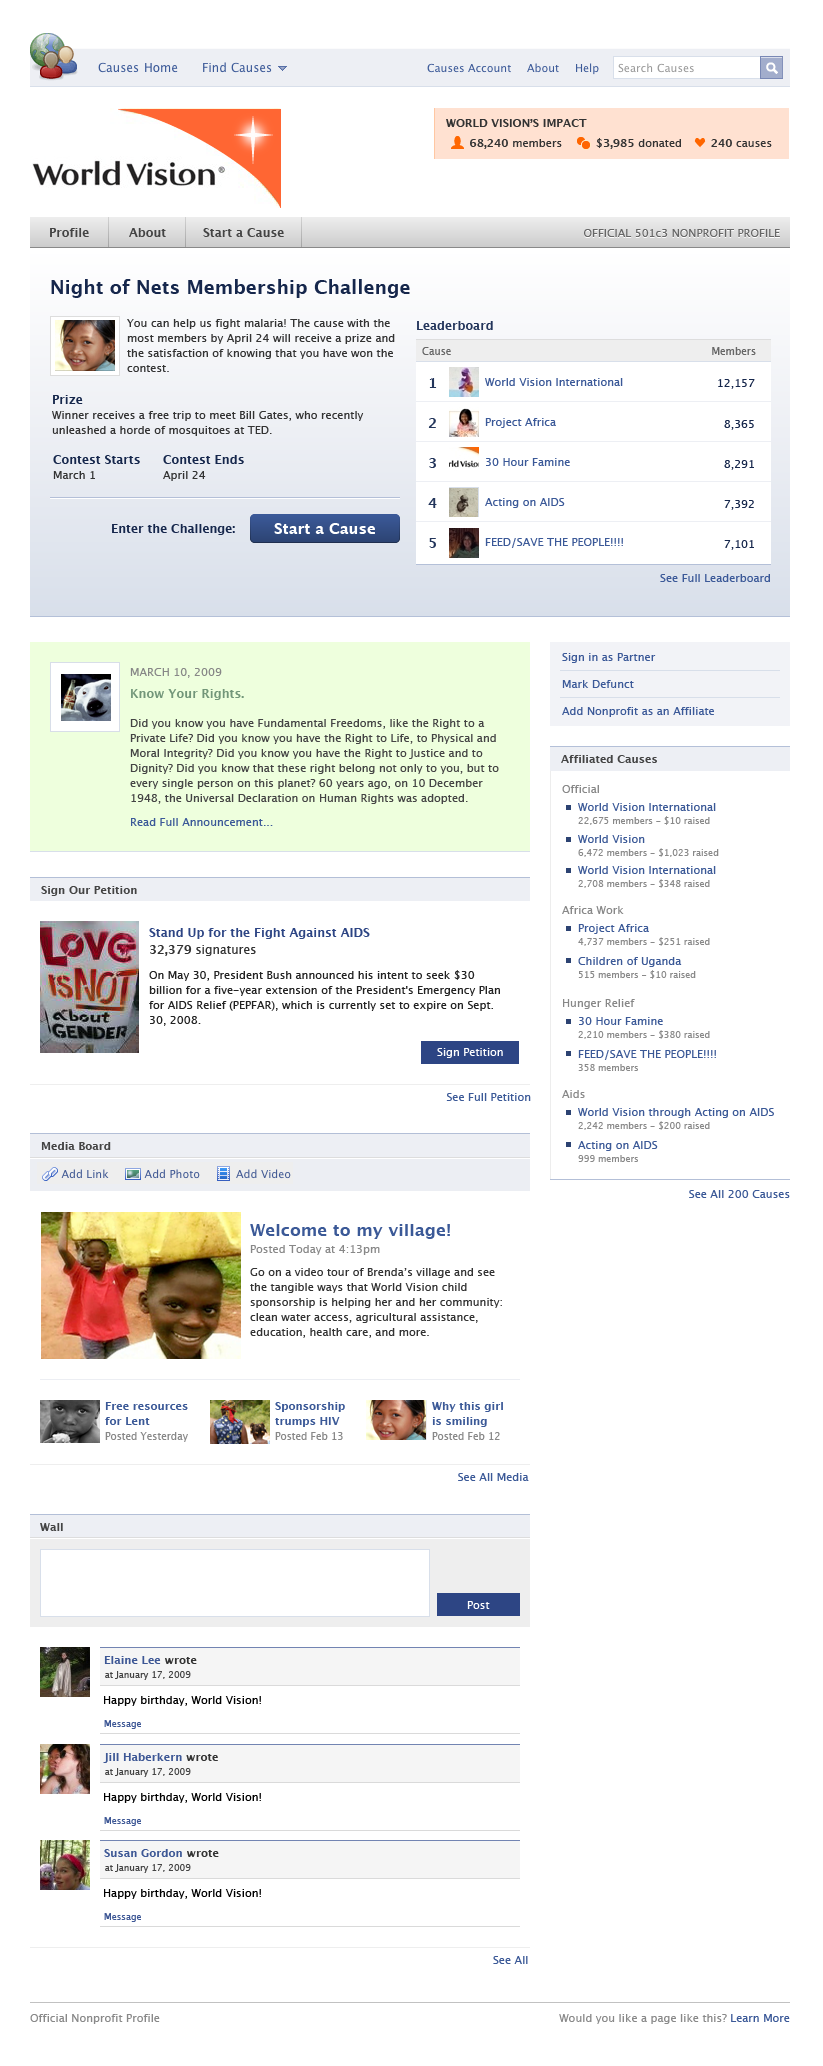 Causes Home Find Causes Causes Account About Help Search Causes
World Vision®
WORLD VISION'S IMPACT
68,240 members $3,985 donated 240 causes
Profile About Start a Cause OFFICIAL 501c3 NONPROFIT PROFILE
Night of Nets Membership Challenge
You can help us fight malaria! The cause with the
most members by April 24 will receive a prize and
the satisfaction of knowing that you have won the
contest.
Prize
Winner receives a free trip to meet Bill Gates, who recently
unleashed a horde of mosquitoes at TED.
Contest Starts Contest Ends
March 1 April 24
Enter the Challenge: Start a Cause
Leaderboard
Cause Members
1 World Vision International 12,157
2 Project Africa 8,365
3 rld Visio 30 Hour Famine 8,291
4 Acting on AIDS 7,392
5 FEED/SAVE THE PEOPLE!!!! 7,101
See Full Leaderboard
MARCH 10, 2009
Know Your Rights.
Did you know you have Fundamental Freedoms, like the Right to a
Private Life? Did you know you have the Right to Life, to Physical and
Moral Integrity? Did you know you have the Right to Justice and to
Dignity? Did you know that these right belong not only to you, but to
every single person on this planet? 60 years ago, on 10 December
1948, the Universal Declaration on Human Rights was adopted.
Read Full Announcement...
Sign in as Partner
Mark Defunct
Add Nonprofit as an Affiliate
Affiliated Causes
Official
World Vision International
22,675 members – $10 raised
World Vision
6,472 members – $1,023 raised
World Vision International
2,708 members – $348 raised
Africa Work
Project Africa
4,737 members – $251 raised
Children of Uganda
515 members – $10 raised
Hunger Relief
30 Hour Famine
2,210 members – $380 raised
FEED/SAVE THE PEOPLE!!!!
358 members
Aids
World Vision through Acting on AIDS
2,242 members – $200 raised
Acting on AIDS
999 members
See All 200 Causes
Sign Our Petition
LOVE
IS NOT
about
GENDER
Stand Up for the Fight Against AIDS
32,379 signatures
On May 30, President Bush announced his intent to seek $30
billion for a five-year extension of the President's Emergency Plan
for AIDS Relief (PEPFAR), which is currently set to expire on Sept.
30, 2008.
Sign Petition
See Full Petition
Media Board
Add Link Add Photo Add Video
Welcome to my village!
Posted Today at 4:13pm
Go on a video tour of Brenda's village and see
the tangible ways that World Vision child
sponsorship is helping her and her community:
clean water access, agricultural assistance,
education, health care, and more.
Free resources
for Lent
Posted Yesterday
Sponsorship
trumps HIV
Posted Feb 13
Why this girl
is smiling
Posted Feb 12
See All Media
Wall
Post
Elaine Lee wrote
at January 17, 2009
Happy birthday, World Vision!
Message
Jill Haberkern wrote
at January 17, 2009
Happy birthday, World Vision!
Message
Susan Gordon wrote
at January 17, 2009
Happy birthday, World Vision!
Message
See All
Official Nonprofit Profile Would you like a page like this? Learn More